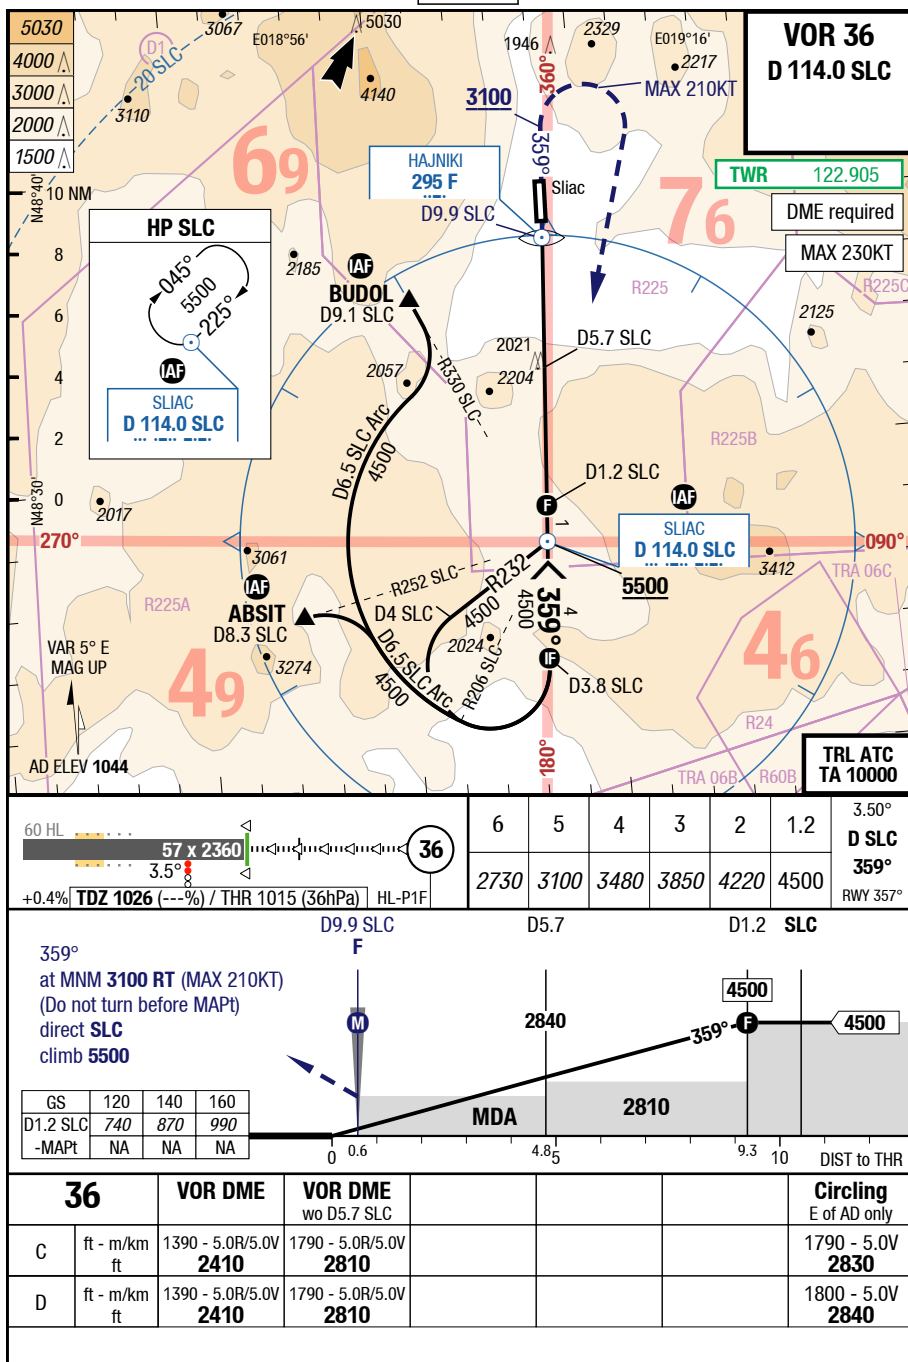 5030
4000
3000
2000
1500
3067
E018°56'
5030
1946
2329
E019°16'
2217
VOR 36
D 114.0 SLC
D1
20 SLC
3110
4140
3100
360°
359°
MAX 210KT
69
HAJNIKI
295 F
Sliac
76
TWR 122.905
DME required
MAX 230KT
N48°40'
10 NM
D9.9 SLC
HP SLC
045°
5500
225°
8
2185
IAF
BUDOL
D9.1 SLC
R225
R225C
2125
6
IAF
SLIAC
D 114.0 SLC
4
2057
R330 SLC
2021
2204
D5.7 SLC
2
D6.5 SLC Arc
4500
R225B
N48°30'
0
2017
D1.2 SLC
F
IAF
1
SLIAC
D 114.0 SLC
270°
090°
3061
3412
5500
TRA 06C
IAF
ABSIT
D8.3 SLC
R225A
R252 SLC
R232
4500
D4 SLC
359°
4
4500
2024
R206 SLC
IF
D3.8 SLC
D6.5 SLC Arc
4500
VAR 5° E
MAG UP
3274
49
46
R24
AD ELEV 1044
180°
TRA 06B
R60B
TRL ATC
TA 10000
60 HL
57 x 2360
36
3.5°
+0.4%
TDZ 1026 (---%) / THR 1015 (36hPa)
HL-P1F
6 5 4 3 2 1.2
2730 3100 3480 3850 4220 4500
3.50°
D SLC
359°
RWY 357°
D9.9 SLC
F
D5.7
D1.2 SLC
359°
at MNM 3100 RT (MAX 210KT)
(Do not turn before MAPt)
direct SLC
climb 5500
M
2840
4500
359°
F
4500
MDA
2810
GS 120 140 160
D1.2 SLC 740 870 990
-MAPt NA NA NA
0 0.6 4.8 5 9.3 10 DIST to THR
36 VOR DME VOR DME Circling
wo D5.7 SLC E of AD only
C ft - m/km 1390 - 5.0R/5.0V 1790 - 5.0R/5.0V 1790 - 5.0V
ft 2410 2810 2830
D ft - m/km 1390 - 5.0R/5.0V 1790 - 5.0R/5.0V 1800 - 5.0V
ft 2410 2810 2840